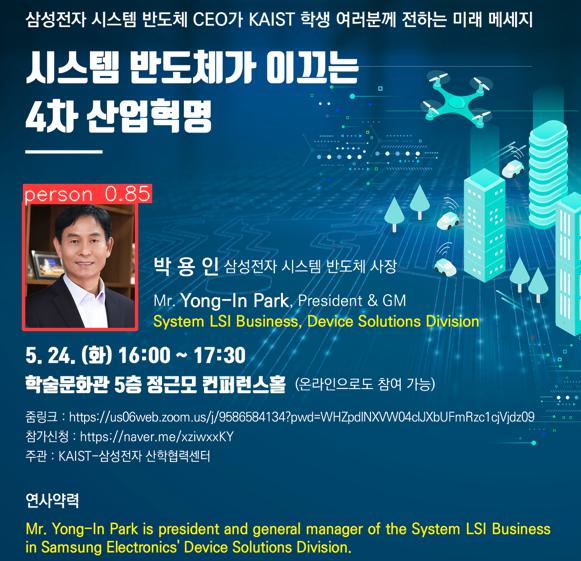 삼성전자 시스템 반도체 CEO가 KAIST 학생 여러분께 전하는 미래 메세지
시스템 반도체가 이끄는
4차 산업혁명
person 0.85
박 용 인 삼성전자 시스템 반도체 사장
Mr. Yong-In Park, President & GM
System LSI Business, Device Solutions Division
5. 24. (화) 16:00 ~ 17:30
학술문화관 5층 정근모 컨퍼런스홀 (온라인으로도 참여 가능)
줌링크 : https://us06web.zoom.us/j/9586584134?pwd=WHZpdlNXVW04clJXbUFmRzc1cjVjdz09
참가신청 : https://naver.me/xziwxxKY
주관 : KAIST-삼성전자 산학협력센터
연사약력
Mr. Yong-In Park is president and general manager of the System LSI Business
in Samsung Electronics' Device Solutions Division.